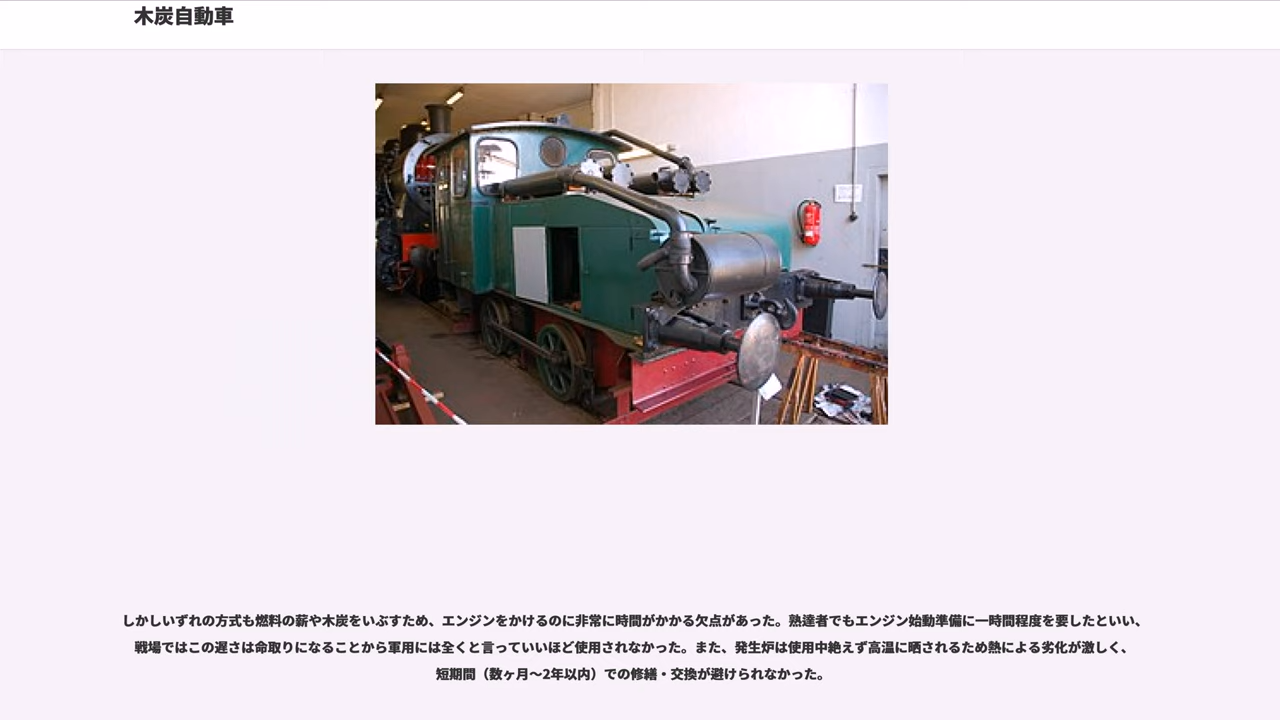 木炭自動車
しかしいずれの方式も燃料の薪や木炭をいぶすため、エンジンをかけるのに非常に時間がかかる欠点があった。熟達者でもエンジン始動準備に一時間程度を要したといい、
戦場ではこの遅さは命取りになることから軍用には全くと言っていいほど使用されなかった。また、発生炉は使用中絶えず高温に晒されるため熱による劣化が激しく、
短期間（数ヶ月〜2年以内）での修繕・交換が避けられなかった。